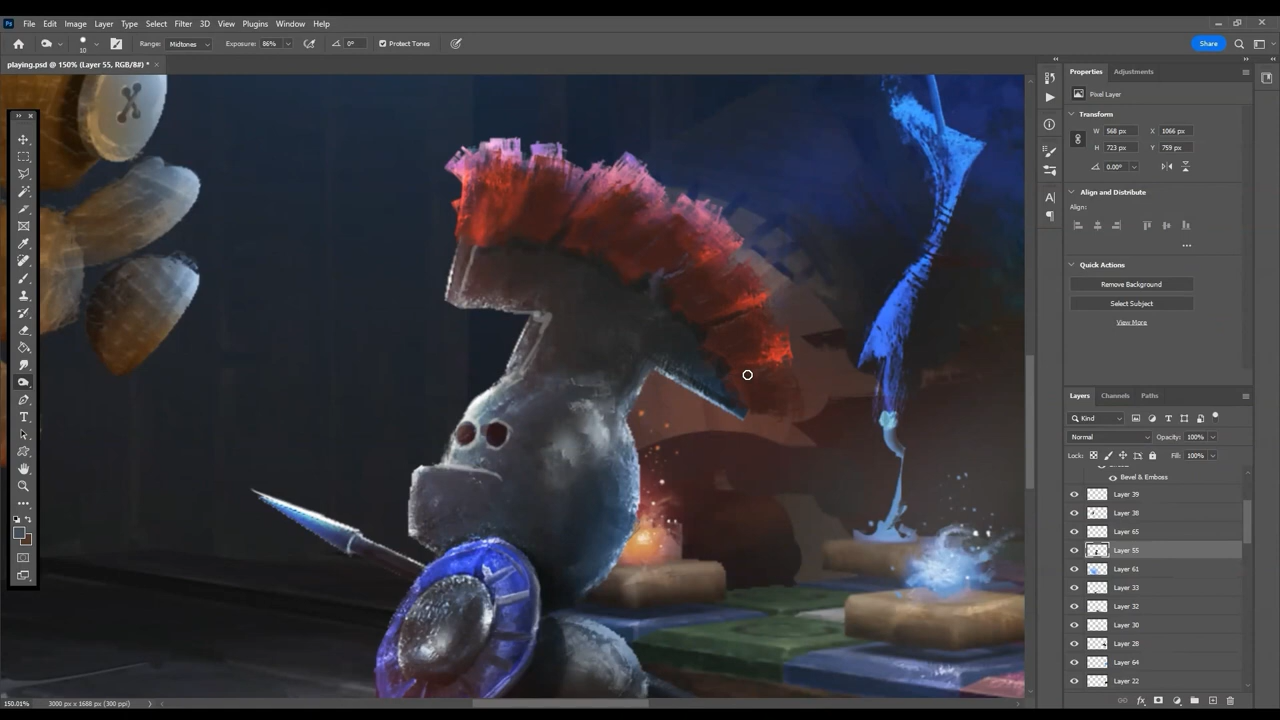 Ps File Edit Image Layer Type Select Filter 3D View Plugins Window Help
10 Range: Midtones Exposure: 86% 0° Protect Tones Share
playing.psd @ 150% (Layer 55, RGB/8#) *
Properties Adjustments
Pixel Layer
Transform
W 568 px X 1066 px
H 723 px Y 759 px
0.00°
Align and Distribute
Align:
Quick Actions
Remove Background
Select Subject
View More
Layers Channels Paths
Kind
Normal Opacity: 100%
Lock: Fill: 100%
Bevel & Emboss
Layer 39
Layer 38
Layer 65
Layer 55
Layer 61
Layer 33
Layer 32
Layer 30
Layer 28
Layer 64
Layer 22
150.01% 3000 px x 1688 px (300 ppi)